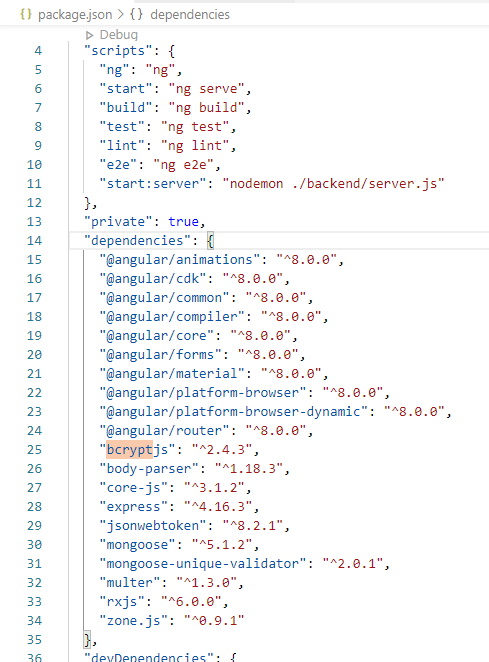 {} package.json > {} dependencies
▷ Debug
4 "scripts": {
5 "ng": "ng",
6 "start": "ng serve",
7 "build": "ng build",
8 "test": "ng test",
9 "lint": "ng lint",
10 "e2e": "ng e2e",
11 "start:server": "nodemon ./backend/server.js"
12 },
13 "private": true,
14 "dependencies": {
15 "@angular/animations": "^8.0.0",
16 "@angular/cdk": "^8.0.0",
17 "@angular/common": "^8.0.0",
18 "@angular/compiler": "^8.0.0",
19 "@angular/core": "^8.0.0",
20 "@angular/forms": "^8.0.0",
21 "@angular/material": "^8.0.0",
22 "@angular/platform-browser": "^8.0.0",
23 "@angular/platform-browser-dynamic": "^8.0.0",
24 "@angular/router": "^8.0.0",
25 "bcryptjs": "^2.4.3",
26 "body-parser": "^1.18.3",
27 "core-js": "^3.1.2",
28 "express": "^4.16.3",
29 "jsonwebtoken": "^8.2.1",
30 "mongoose": "^5.1.2",
31 "mongoose-unique-validator": "^2.0.1",
32 "multer": "^1.3.0",
33 "rxjs": "^6.0.0",
34 "zone.js": "^0.9.1"
35 },
36 "devDependencies": {